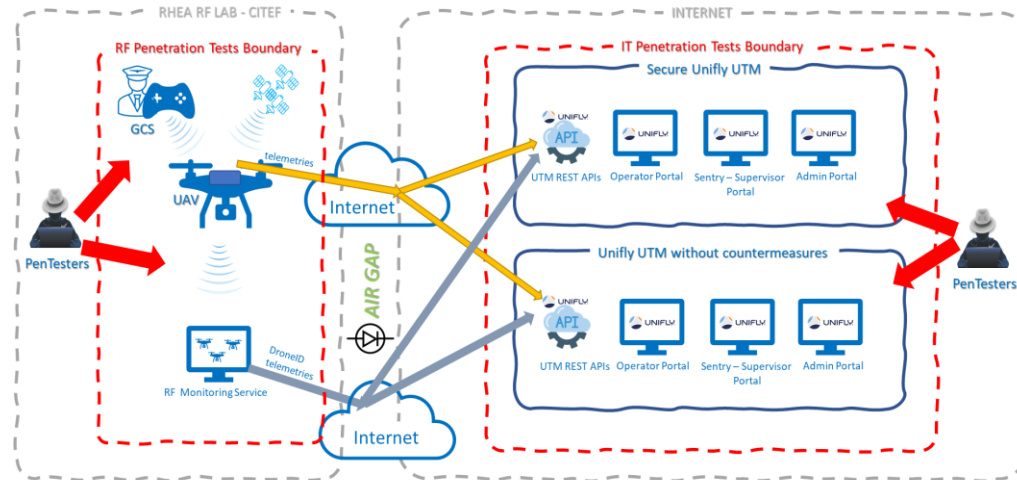 RHEA RF LAB - CITEF
INTERNET
RF Penetration Tests Boundary
IT Penetration Tests Boundary
Secure Unifly UTM
GCS
telemetries
UAV
Internet
PenTesters
AIR GAP
UNIFLY
API
UNIFLY
UNIFLY
UNIFLY
UTM REST APIs
Operator Portal
Sentry – Supervisor
Portal
Admin Portal
PenTesters
Unifly UTM without countermeasures
UNIFLY
API
UNIFLY
UNIFLY
UNIFLY
UTM REST APIs
Operator Portal
Sentry – Supervisor
Portal
Admin Portal
DroneID
telemetries
RF Monitoring Service
Internet